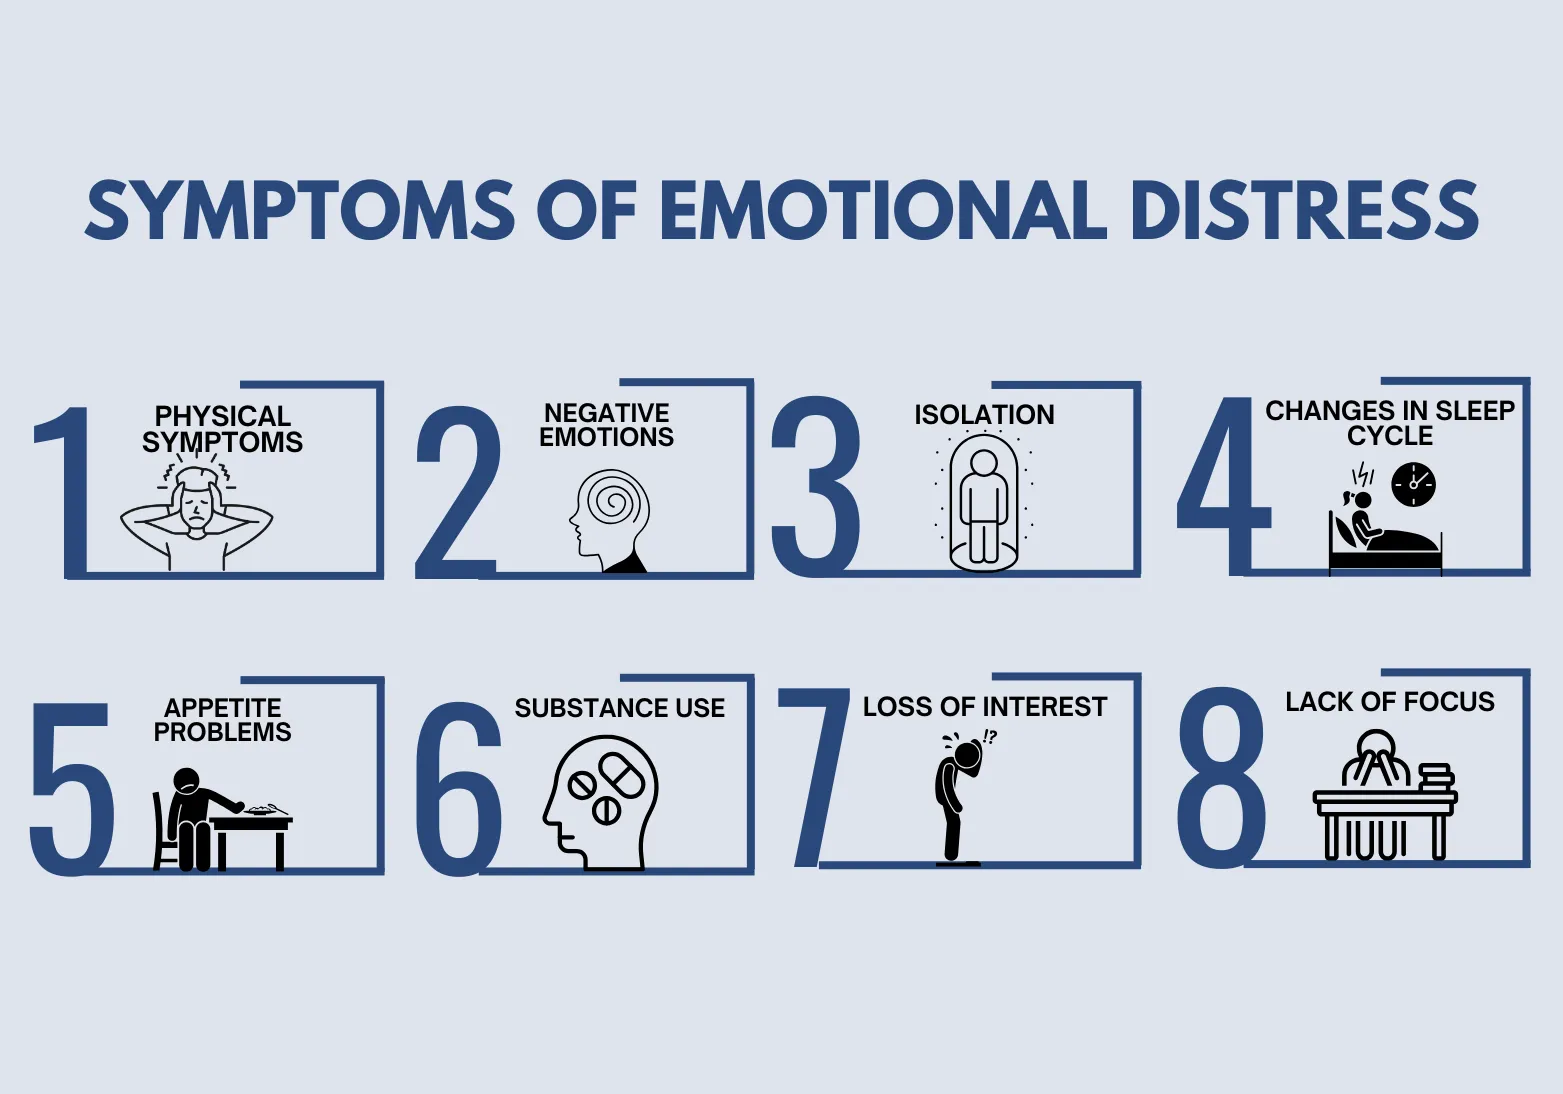 SYMPTOMS OF EMOTIONAL DISTRESS
1
PHYSICAL
SYMPTOMS
2
NEGATIVE
EMOTIONS
3
ISOLATION
4
CHANGES IN SLEEP
CYCLE
5
APPETITE
PROBLEMS
6
SUBSTANCE USE
7
LOSS OF INTEREST
!?
8
LACK OF FOCUS